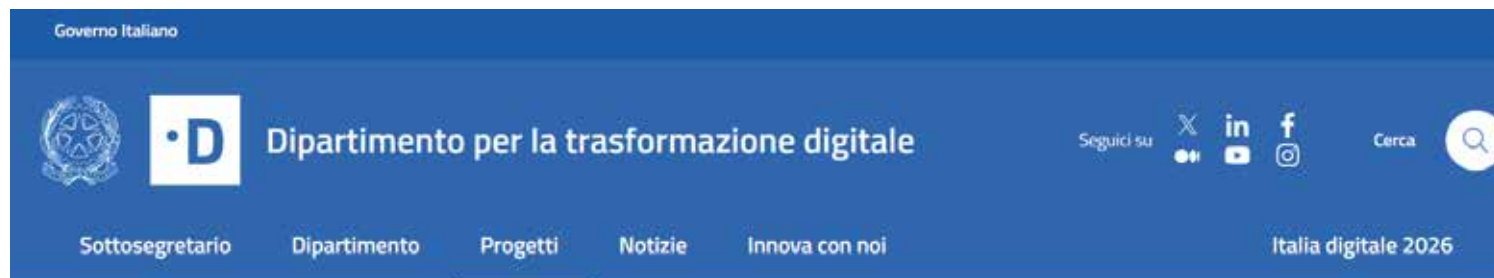 Governo Italiano
D Dipartimento per la trasformazione digitale Seguici su Cerca
Sottosegretario Dipartimento Progetti Notizie Innova con noi Italia digitale 2026